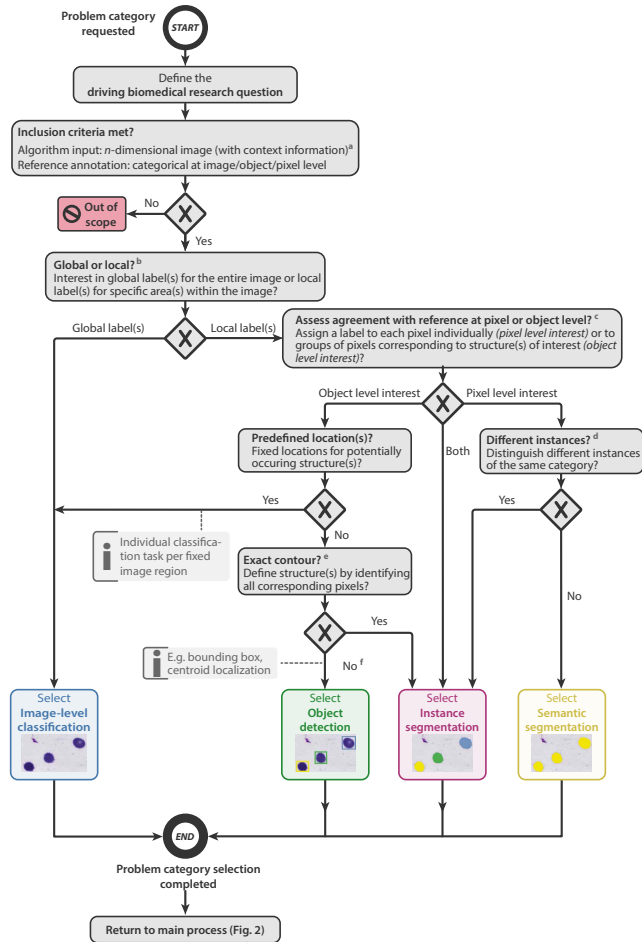 Problem category
requested
START
Define the
driving biomedical research question
Inclusion criteria met?
Algorithm input: n-dimensional image (with context information)a
Reference annotation: categorical at image/object/pixel level
No
Out of
scope
X
Yes
Global or local? b
Interest in global label(s) for the entire image or local
label(s) for specific area(s) within the image?
Global label(s)
X
Local label(s)
Assess agreement with reference at pixel or object level? c
Assign a label to each pixel individually (pixel level interest) or to
groups of pixels corresponding to structure(s) of interest (object
level interest)?
Object level interest
X
Pixel level interest
Predefined location(s)?
Fixed locations for potentially
occuring structure(s)?
Both
Different instances? d
Distinguish different instances
of the same category?
Yes
X
Yes
X
i
Individual classifica-
tion task per fixed
image region
No
Exact contour? e
Define structure(s) by identifying
all corresponding pixels?
No
X
Yes
i
E.g. bounding box,
centroid localization
No f
Select
Image-level
classification
Select
Object
detection
Select
Instance
segmentation
Select
Semantic
segmentation
END
Problem category selection
completed
Return to main process (Fig. 2)